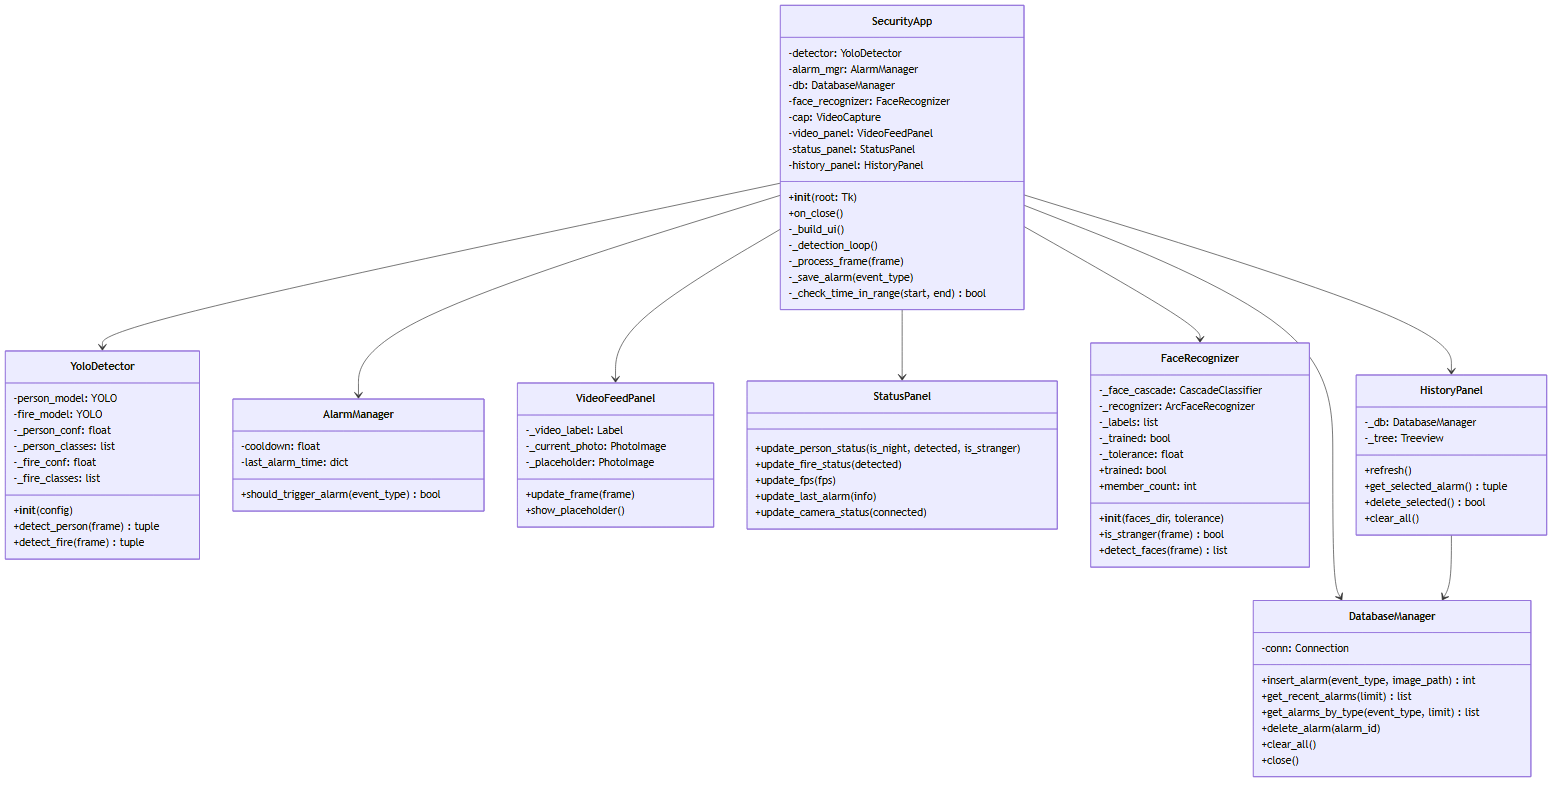 SecurityApp
-detector: YoloDetector
-alarm_mgr: AlarmManager
-db: DatabaseManager
-face_recognizer: FaceRecognizer
-cap: VideoCapture
-video_panel: VideoFeedPanel
-status_panel: StatusPanel
-history_panel: HistoryPanel
+init(root: Tk)
+on_close()
-_build_ui()
-_detection_loop()
-_process_frame(frame)
-_save_alarm(event_type)
-_check_time_in_range(start, end) : bool
YoloDetector
-person_model: YOLO
-fire_model: YOLO
-_person_conf: float
-_person_classes: list
-_fire_conf: float
-_fire_classes: list
+init(config)
+detect_person(frame) : tuple
+detect_fire(frame) : tuple
AlarmManager
-cooldown: float
-last_alarm_time: dict
+should_trigger_alarm(event_type) : bool
VideoFeedPanel
-_video_label: Label
-_current_photo: PhotoImage
-_placeholder: PhotoImage
+update_frame(frame)
+show_placeholder()
StatusPanel
+update_person_status(is_night, detected, is_stranger)
+update_fire_status(detected)
+update_fps(fps)
+update_last_alarm(info)
+update_camera_status(connected)
FaceRecognizer
-_face_cascade: CascadeClassifier
-_recognizer: ArcFaceRecognizer
-_labels: list
-_trained: bool
-_tolerance: float
+trained: bool
+member_count: int
+init(faces_dir, tolerance)
+is_stranger(frame) : bool
+detect_faces(frame) : list
HistoryPanel
-_db: DatabaseManager
-_tree: Treeview
+refresh()
+get_selected_alarm() : tuple
+delete_selected() : bool
+clear_all()
DatabaseManager
-conn: Connection
+insert_alarm(event_type, image_path) : int
+get_recent_alarms(limit) : list
+get_alarms_by_type(event_type, limit) : list
+delete_alarm(alarm_id)
+clear_all()
+close()